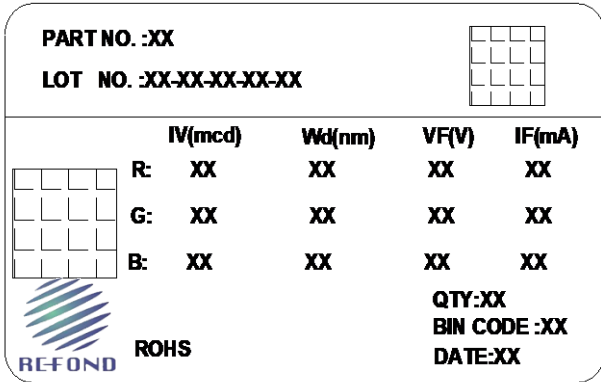 PART NO. :XX
LOT NO. :XX-XX-XX-XX-XX
IV(mcd) Wd(nm) VF(V) IF(mA)
R: XX XX XX XX
G: XX XX XX XX
B: XX XX XX XX
QTY:XX
BIN CODE :XX
ROHS
DATE:XX
REFOND